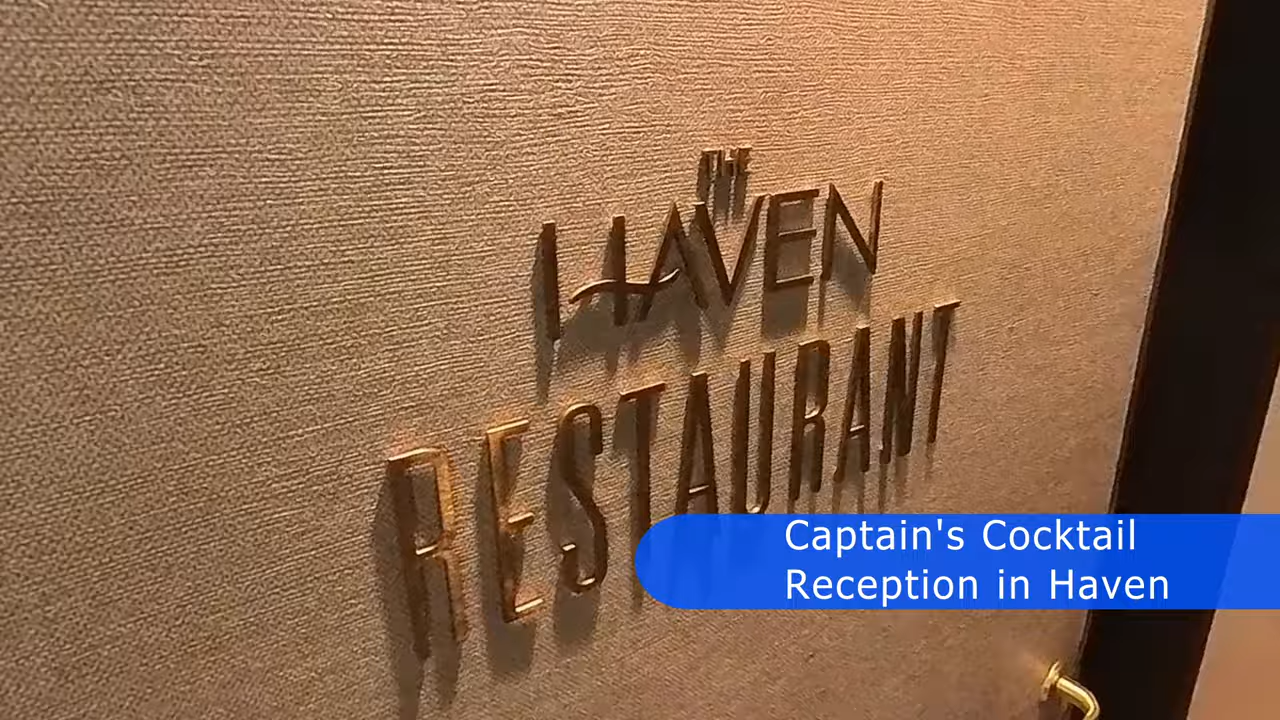 THE
HAVEN
RESTAURANT
Captain's Cocktail
Reception in Haven